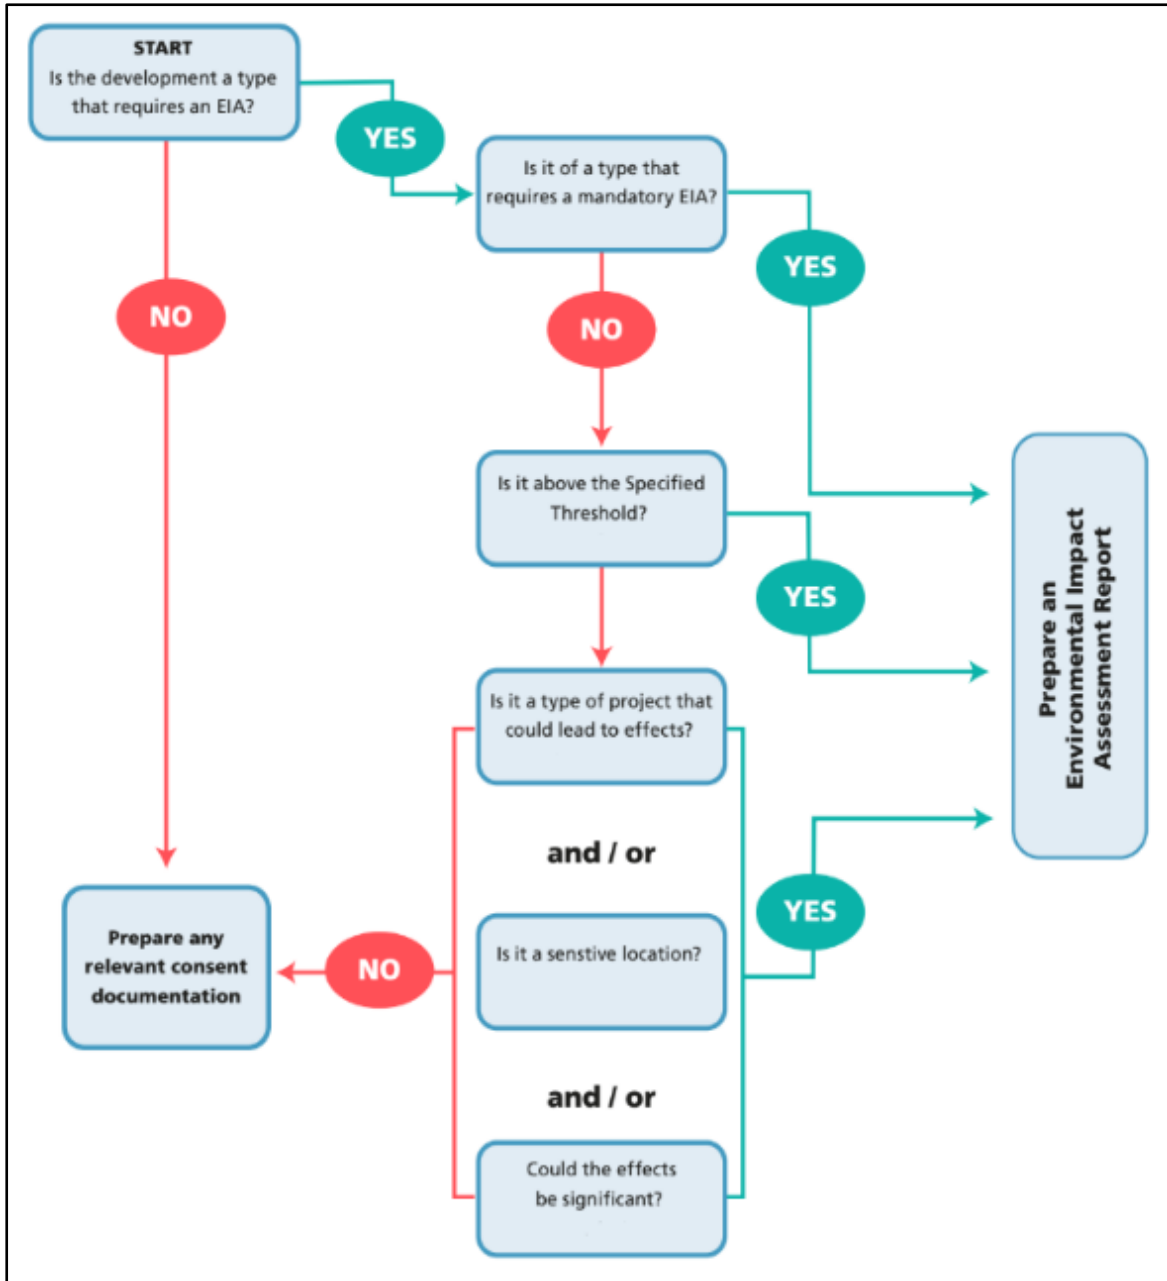 START
Is the development a type
that requires an EIA?
YES
Is it of a type that
requires a mandatory EIA?
YES
NO
NO
Is it above the Specified
Threshold?
YES
Prepare an
Environmental Impact
Assessment Report
Is it a type of project that
could lead to effects?
and / or
Is it a senstive location?
YES
NO
Prepare any
relevant consent
documentation
and / or
Could the effects
be significant?